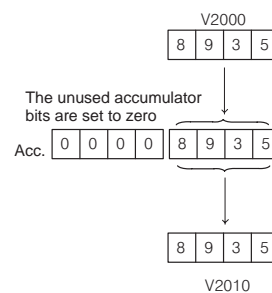 V2000
8 9 3 5
The unused accumulator
bits are set to zero
Acc. 0 0 0 0 8 9 3 5
8 9 3 5
V2010